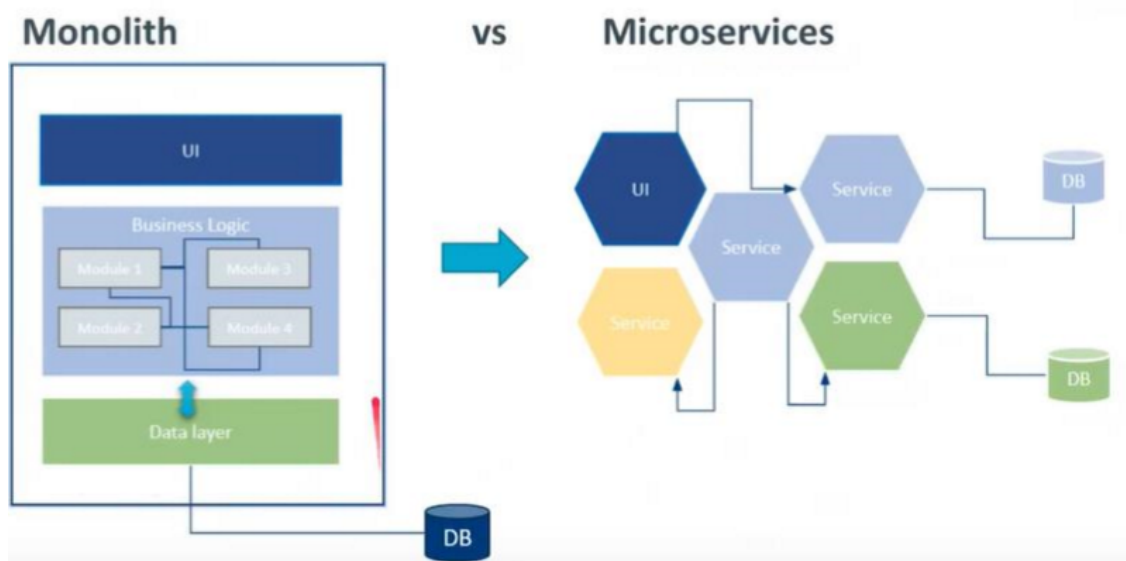 Monolith
vs
Microservices
UI
Business Logic
Module 1
Module 3
Module 2
Module 4
Data layer
DB
UI
Service
Service
Service
Service
DB
DB